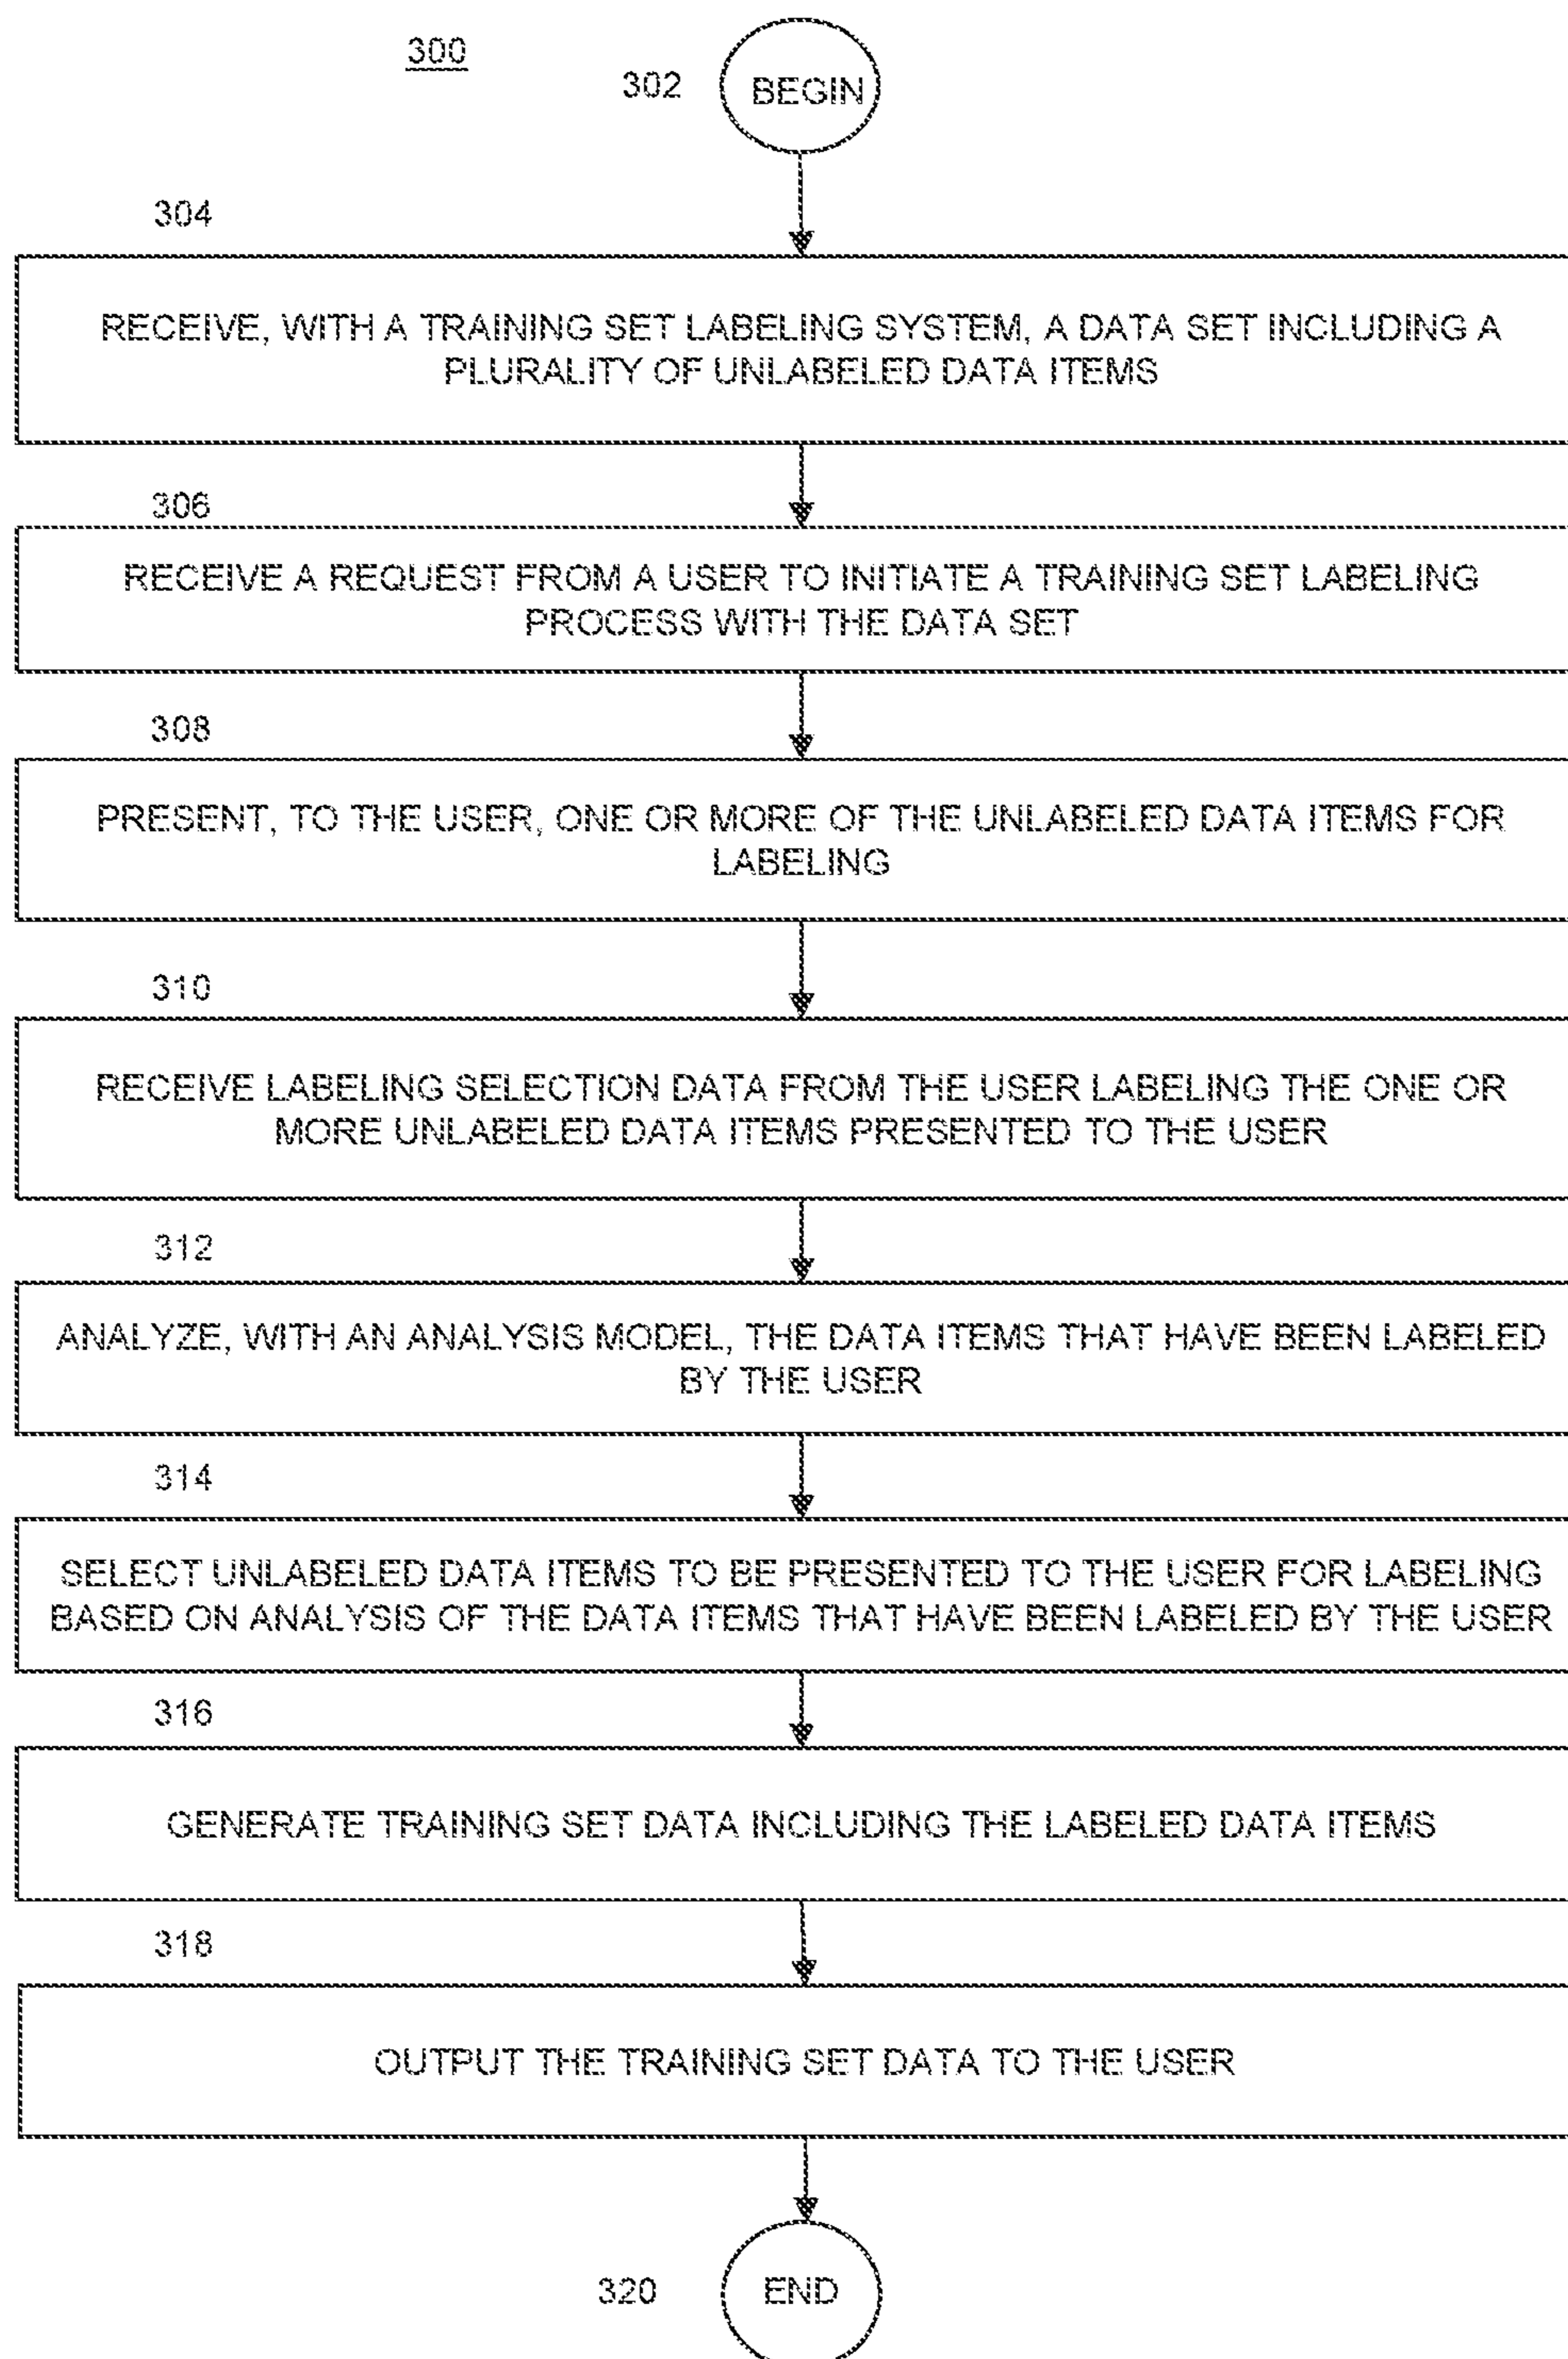 300
302
BEGIN
304
RECEIVE, WITH A TRAINING SET LABELING SYSTEM, A DATA SET INCLUDING A
PLURALITY OF UNLABELED DATA ITEMS
306
RECEIVE A REQUEST FROM A USER TO INITIATE A TRAINING SET LABELING
PROCESS WITH THE DATA SET
308
PRESENT, TO THE USER, ONE OR MORE OF THE UNLABELED DATA ITEMS FOR
LABELING
310
RECEIVE LABELING SELECTION DATA FROM THE USER LABELING THE ONE OR
MORE UNLABELED DATA ITEMS PRESENTED TO THE USER
312
ANALYZE, WITH AN ANALYSIS MODEL, THE DATA ITEMS THAT HAVE BEEN LABELED
BY THE USER
314
SELECT UNLABELED DATA ITEMS TO BE PRESENTED TO THE USER FOR LABELING
BASED ON ANALYSIS OF THE DATA ITEMS THAT HAVE BEEN LABELED BY THE USER
316
GENERATE TRAINING SET DATA INCLUDING THE LABELED DATA ITEMS
318
OUTPUT THE TRAINING SET DATA TO THE USER
320
END